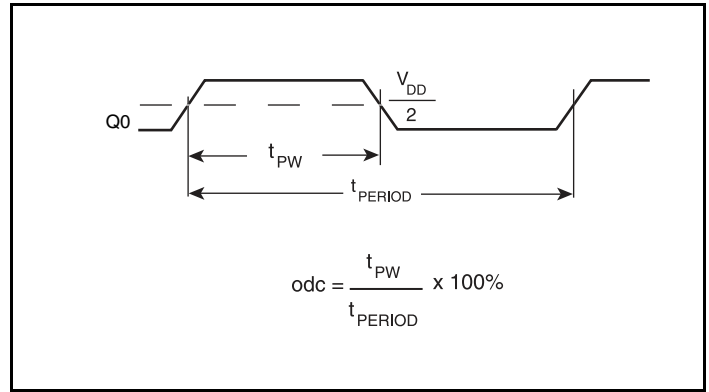 V_DD
2
Q0
t_PW
t_PERIOD
odc = t_PW / t_PERIOD x 100%